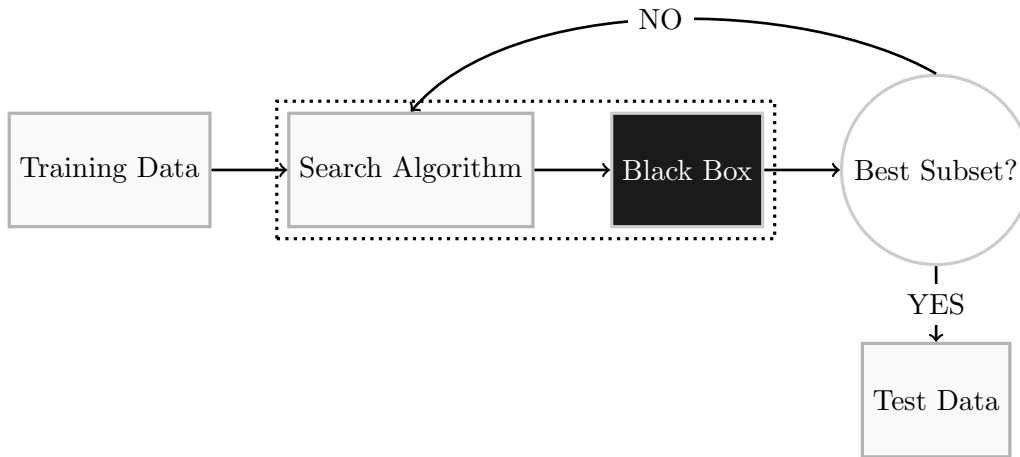 NO
Training Data
Search Algorithm
Black Box
Best Subset?
YES
Test Data